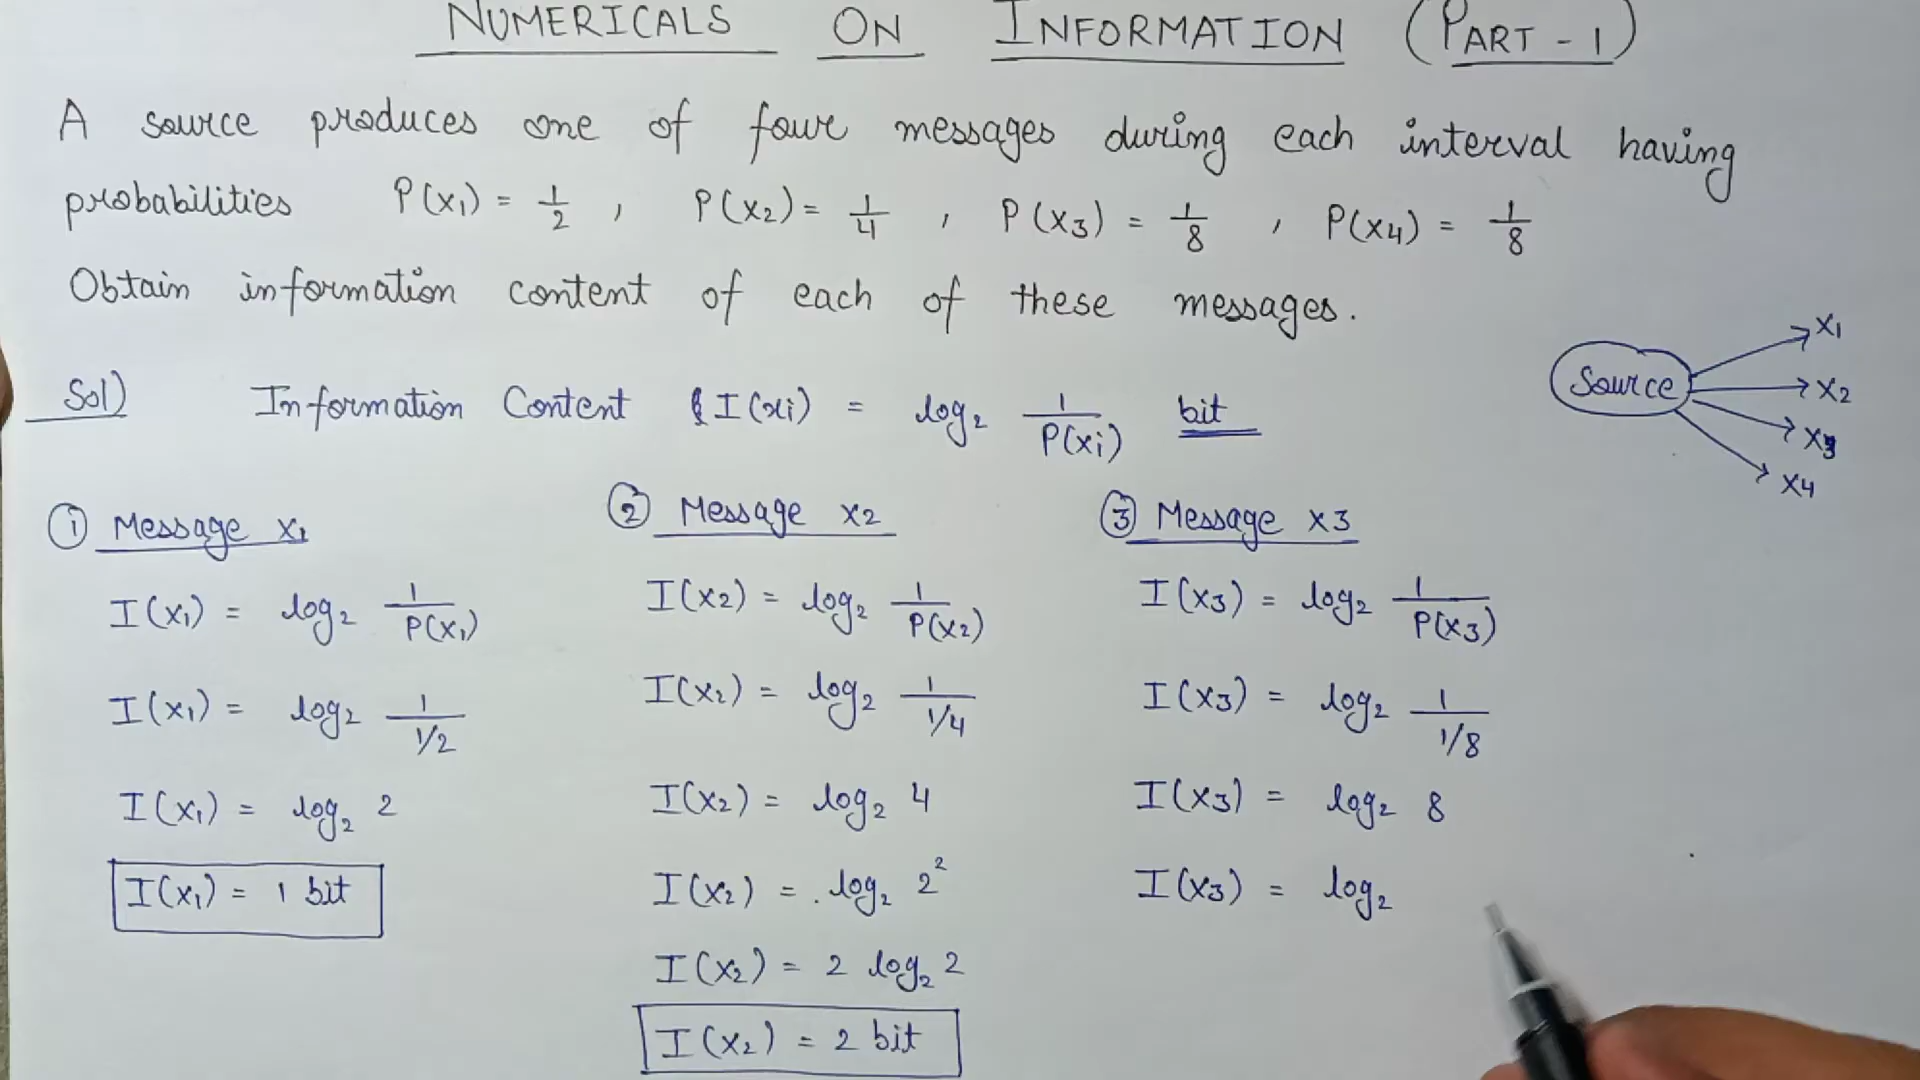 NUMERICALS ON INFORMATION (PART - 1)
A source produces one of four messages during each interval having
probabilities P(x1) = 1/2 , P(x2) = 1/4 , P(x3) = 1/8 , P(x4) = 1/8
Obtain information content of each of these messages.
Sol) Information Content I(xi) = log₂ 1/P(xi) bit
Source
x1
x2
x3
x4
① Message x1
I(x1) = log₂ 1/P(x1)
I(x1) = log₂ 1/(1/2)
I(x1) = log₂ 2
I(x1) = 1 bit
② Message x2
I(x2) = log₂ 1/P(x2)
I(x2) = log₂ 1/(1/4)
I(x2) = log₂ 4
I(x2) = log₂ 2²
I(x2) = 2 log₂ 2
I(x2) = 2 bit
③ Message x3
I(x3) = log₂ 1/P(x3)
I(x3) = log₂ 1/(1/8)
I(x3) = log₂ 8
I(x3) = log₂